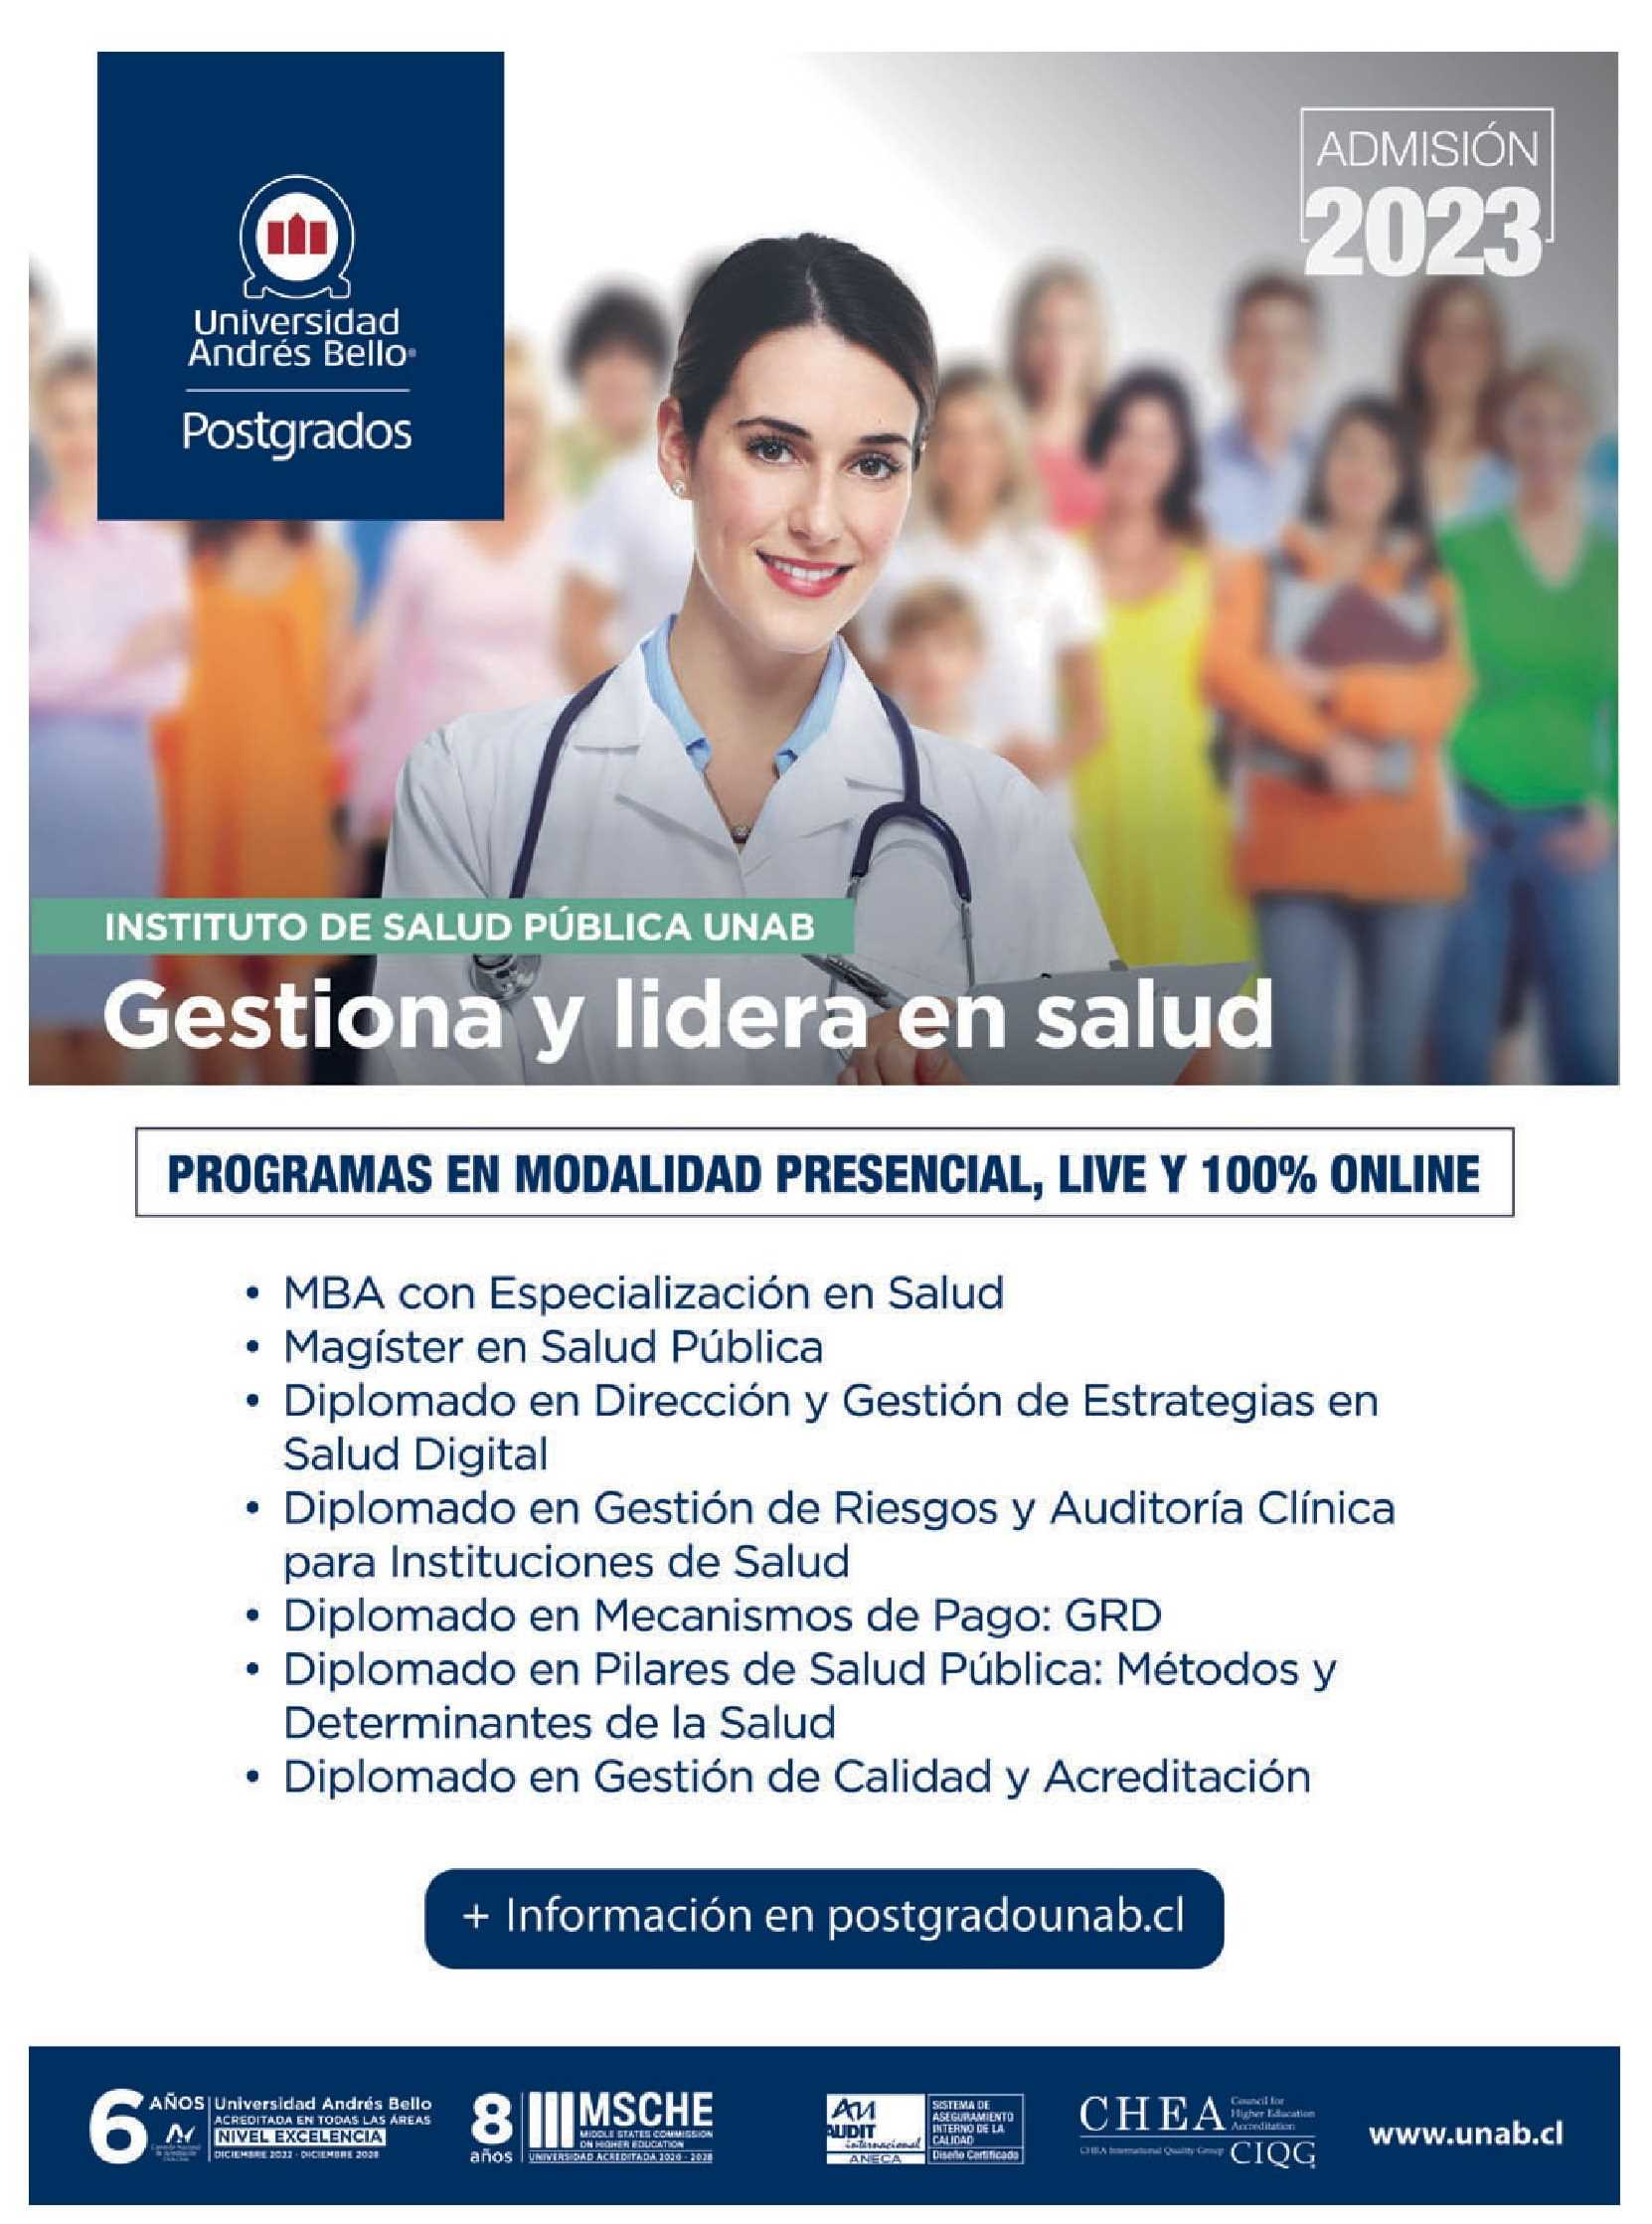 ADMISIÓN
2023
Universidad
Andrés Bello®
Postgrados
INSTITUTO DE SALUD PÚBLICA UNAB
Gestiona y lidera en salud
PROGRAMAS EN MODALIDAD PRESENCIAL, LIVE Y 100% ONLINE
• MBA con Especialización en Salud
• Magíster en Salud Pública
• Diplomado en Dirección y Gestión de Estrategias en
Salud Digital
• Diplomado en Gestión de Riesgos y Auditoría Clínica
para Instituciones de Salud
• Diplomado en Mecanismos de Pago: GRD
• Diplomado en Pilares de Salud Pública: Métodos y
Determinantes de la Salud
• Diplomado en Gestión de Calidad y Acreditación
+ Información en postgradounab.cl
6 AÑOS
Universidad Andrés Bello
ACREDITADA EN TODAS LAS ÁREAS
NIVEL EXCELENCIA
DICIEMBRE 2022 - DICIEMBRE 2028
8 años
MSCHE
MIDDLE STATES COMMISSION
ON HIGHER EDUCATION
UNIVERSIDAD ACREDITADA 2020 - 2028
AUDIT
internacional
ANECA
SISTEMA DE
ASEGURAMIENTO
INTERNO DE LA
CALIDAD
Diseño Certificado
CHEA
Council for
Higher Education
Accreditation
CHEA International Quality Group
CIQG
www.unab.cl